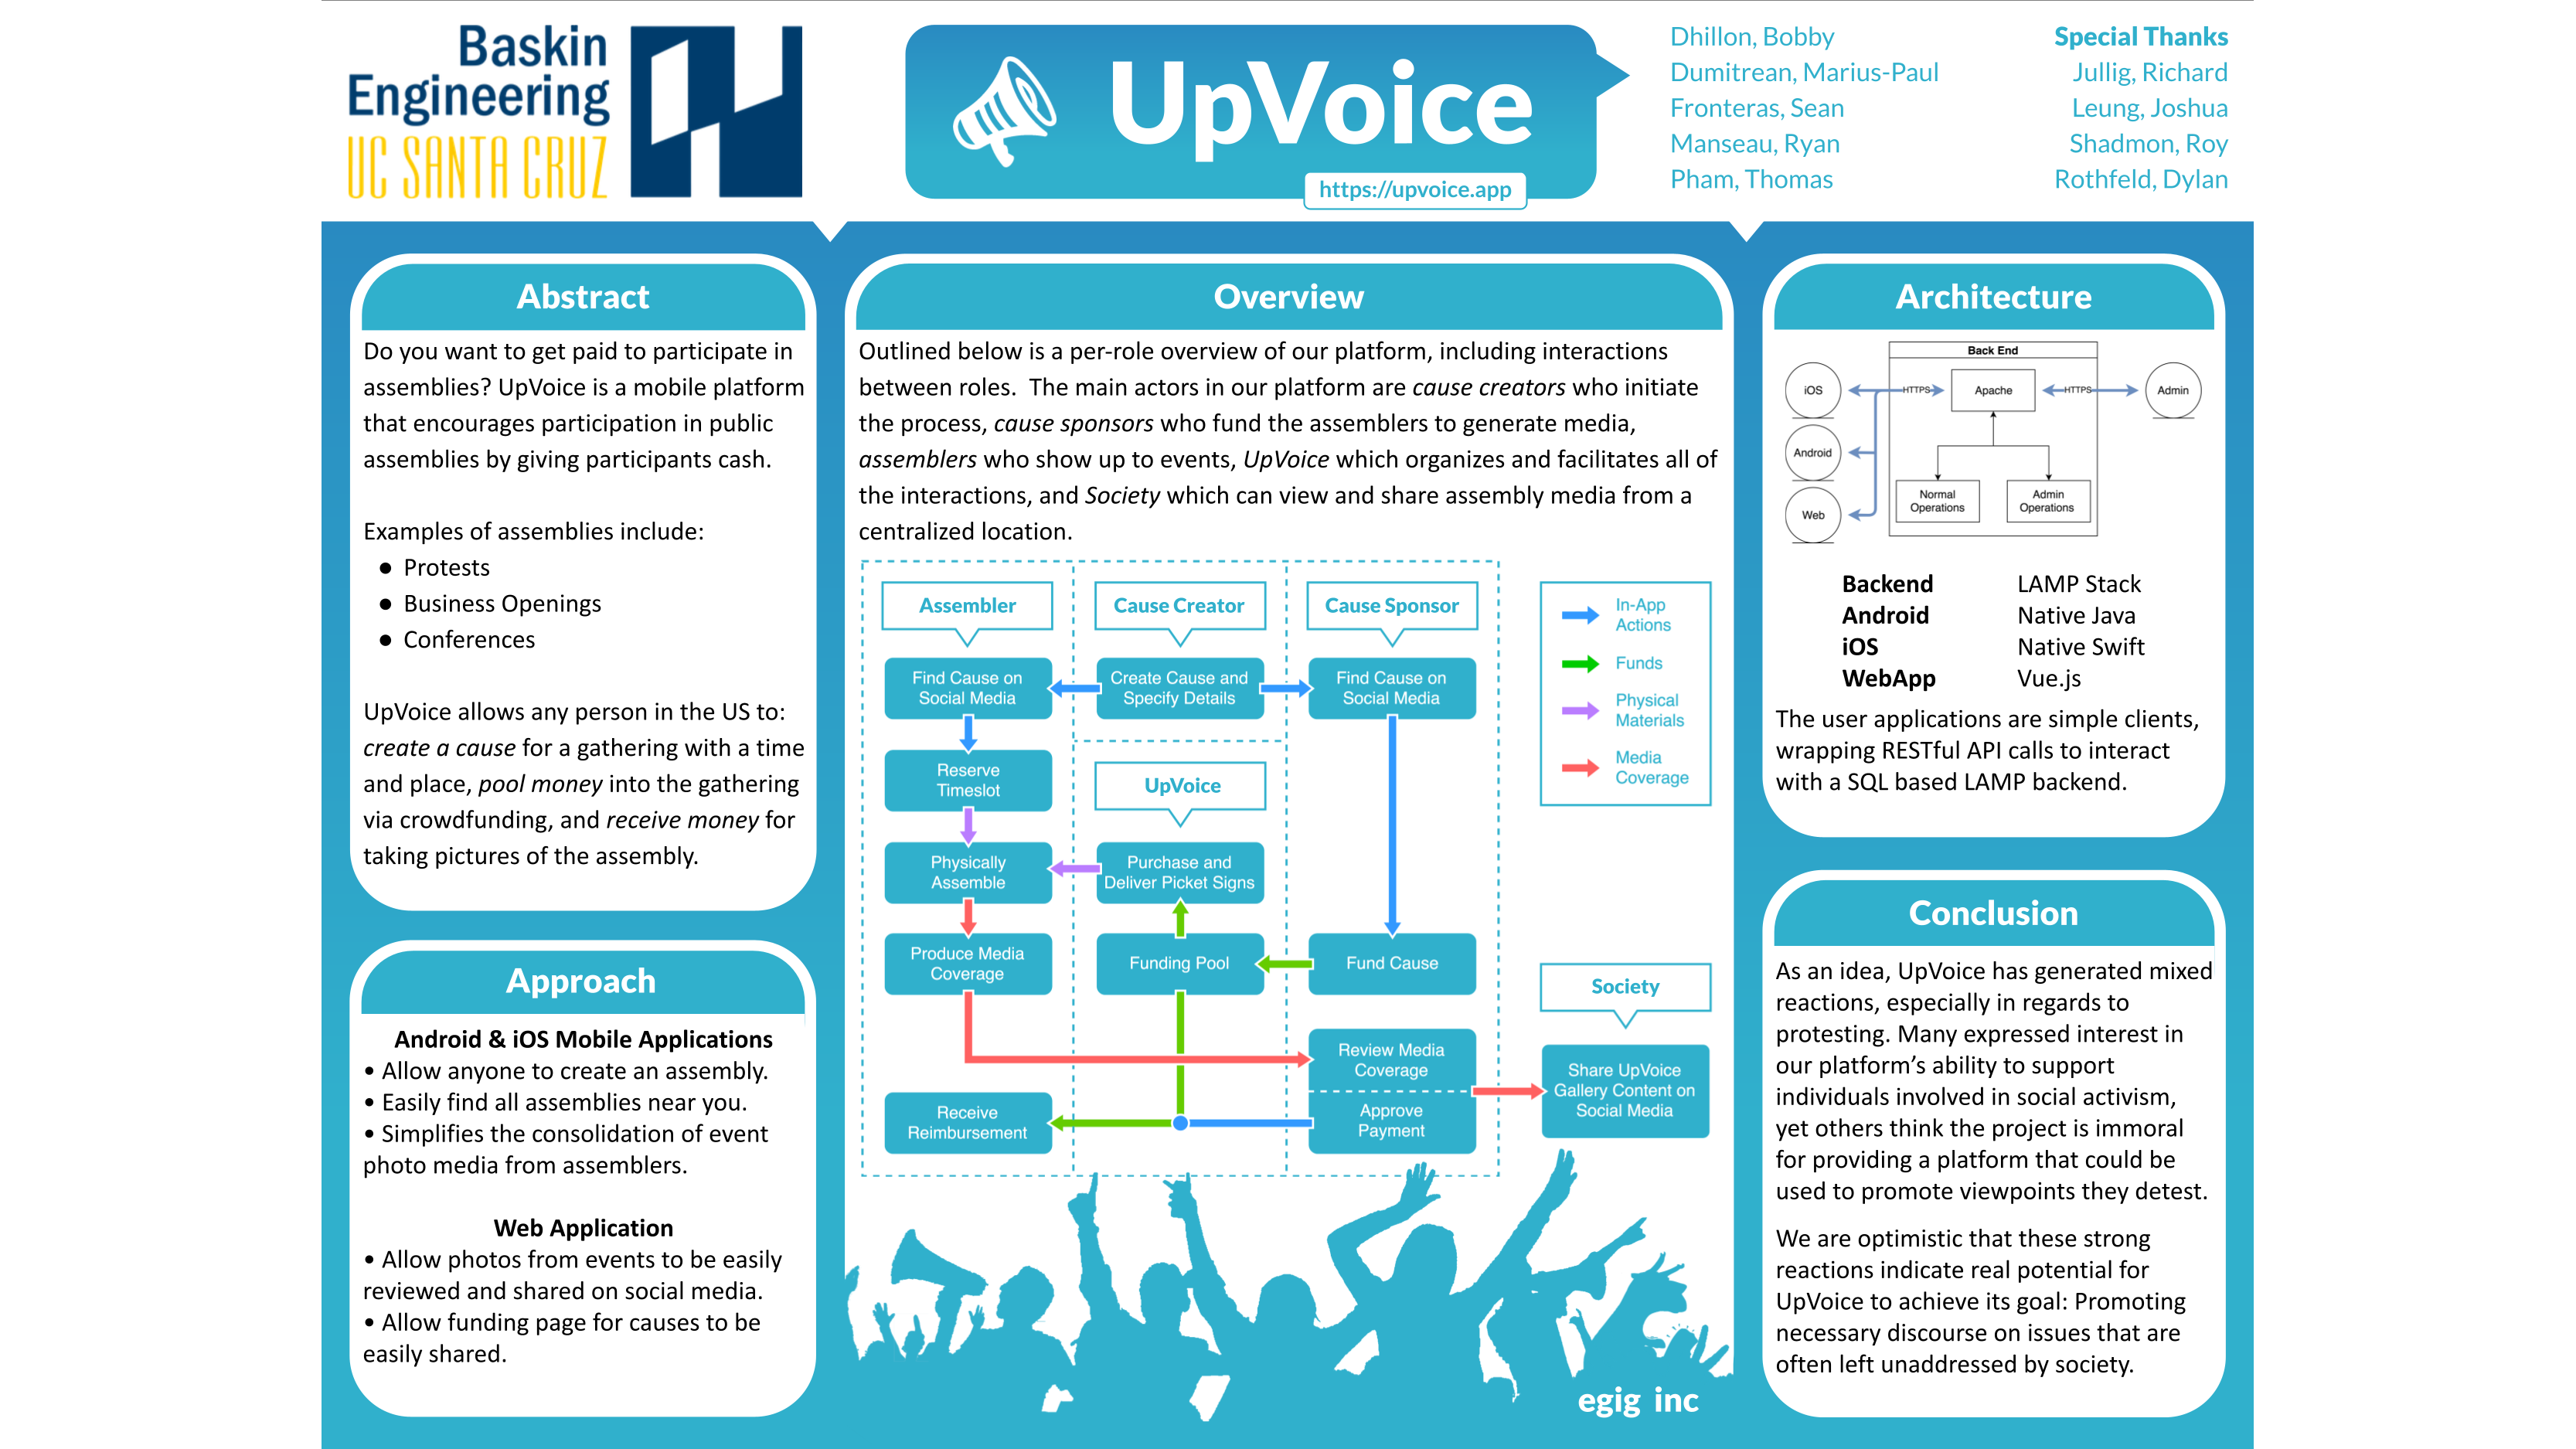 Baskin
Engineering
UC SANTA CRUZ
UpVoice
https://upvoice.app
Dhillon, Bobby
Dumitrean, Marius-Paul
Fronteras, Sean
Manseau, Ryan
Pham, Thomas
Special Thanks
Jullig, Richard
Leung, Joshua
Shadmon, Roy
Rothfeld, Dylan
Abstract
Do you want to get paid to participate in
assemblies? UpVoice is a mobile platform
that encourages participation in public
assemblies by giving participants cash.
Examples of assemblies include:
● Protests
● Business Openings
● Conferences
UpVoice allows any person in the US to:
create a cause for a gathering with a time
and place, pool money into the gathering
via crowdfunding, and receive money for
taking pictures of the assembly.
Approach
Android & iOS Mobile Applications
• Allow anyone to create an assembly.
• Easily find all assemblies near you.
• Simplifies the consolidation of event
photo media from assemblers.
Web Application
• Allow photos from events to be easily
reviewed and shared on social media.
• Allow funding page for causes to be
easily shared.
Overview
Outlined below is a per-role overview of our platform, including interactions
between roles.  The main actors in our platform are cause creators who initiate
the process, cause sponsors who fund the assemblers to generate media,
assemblers who show up to events, UpVoice which organizes and facilitates all of
the interactions, and Society which can view and share assembly media from a
centralized location.
Assembler
Cause Creator
Cause Sponsor
Find Cause on
Social Media
Create Cause and
Specify Details
Find Cause on
Social Media
Reserve
Timeslot
UpVoice
Physically
Assemble
Purchase and
Deliver Picket Signs
Produce Media
Coverage
Funding Pool
Fund Cause
Review Media
Coverage
Receive
Reimbursement
Approve
Payment
In-App
Actions
Funds
Physical
Materials
Media
Coverage
Society
Share UpVoice
Gallery Content on
Social Media
egig inc
Architecture
Back End
iOS
HTTPS
Apache
HTTPS
Admin
Android
Web
Normal
Operations
Admin
Operations
Backend LAMP Stack
Android Native Java
iOS Native Swift
WebApp Vue.js
The user applications are simple clients,
wrapping RESTful API calls to interact
with a SQL based LAMP backend.
Conclusion
As an idea, UpVoice has generated mixed
reactions, especially in regards to
protesting. Many expressed interest in
our platform’s ability to support
individuals involved in social activism,
yet others think the project is immoral
for providing a platform that could be
used to promote viewpoints they detest.
We are optimistic that these strong
reactions indicate real potential for
UpVoice to achieve its goal: Promoting
necessary discourse on issues that are
often left unaddressed by society.